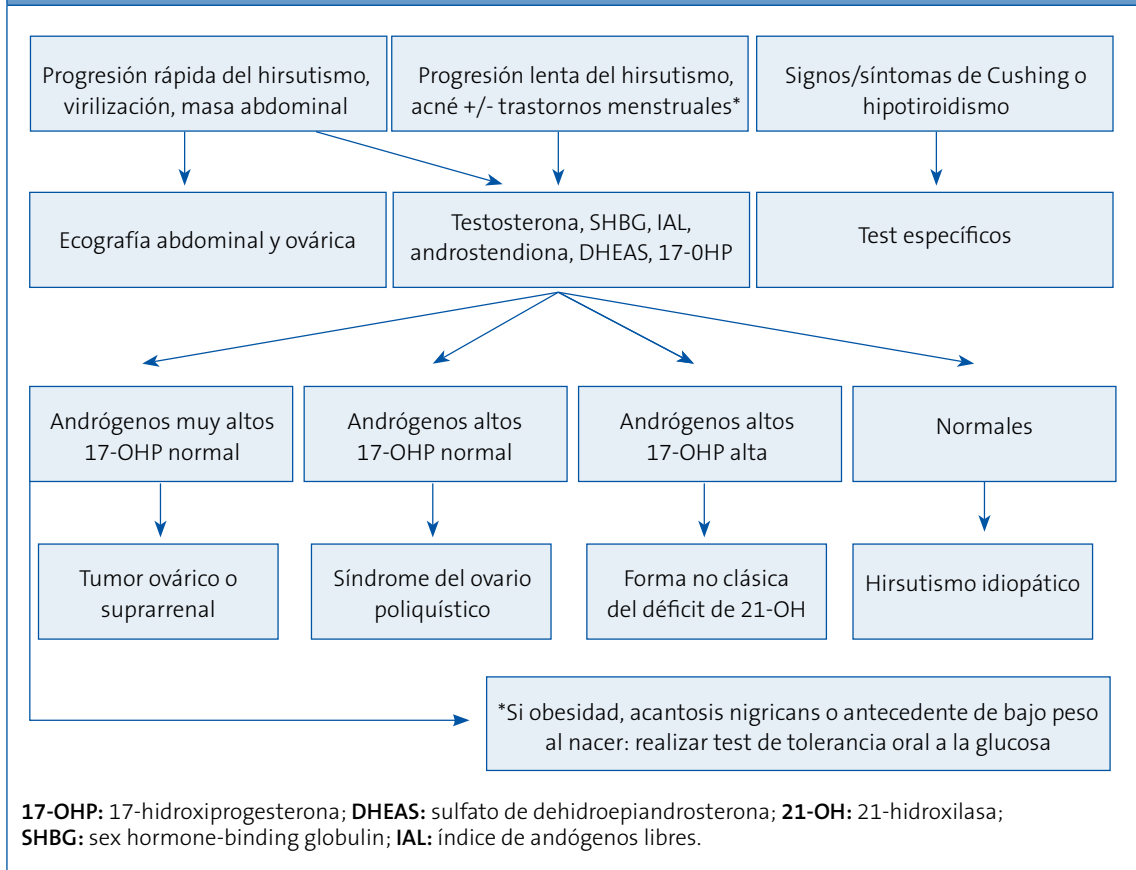 Progresión rápida del hirsutismo,
virilización, masa abdominal
Progresión lenta del hirsutismo,
acné +/- trastornos menstruales*
Signos/síntomas de Cushing o
hipotiroidismo
Ecografía abdominal y ovárica
Testosterona, SHBG, IAL,
androstendiona, DHEAS, 17-0HP
Test específicos
Andrógenos muy altos
17-OHP normal
Andrógenos altos
17-OHP normal
Andrógenos altos
17-OHP alta
Normales
Tumor ovárico o
suprarrenal
Síndrome del ovario
poliquístico
Forma no clásica
del déficit de 21-OH
Hirsutismo idiopático
*Si obesidad, acantosis nigricans o antecedente de bajo peso
al nacer: realizar test de tolerancia oral a la glucosa
17-OHP: 17-hidroxiprogesterona; DHEAS: sulfato de dehidroepiandrosterona; 21-OH: 21-hidroxilasa;
SHBG: sex hormone-binding globulin; IAL: índice de andógenos libres.